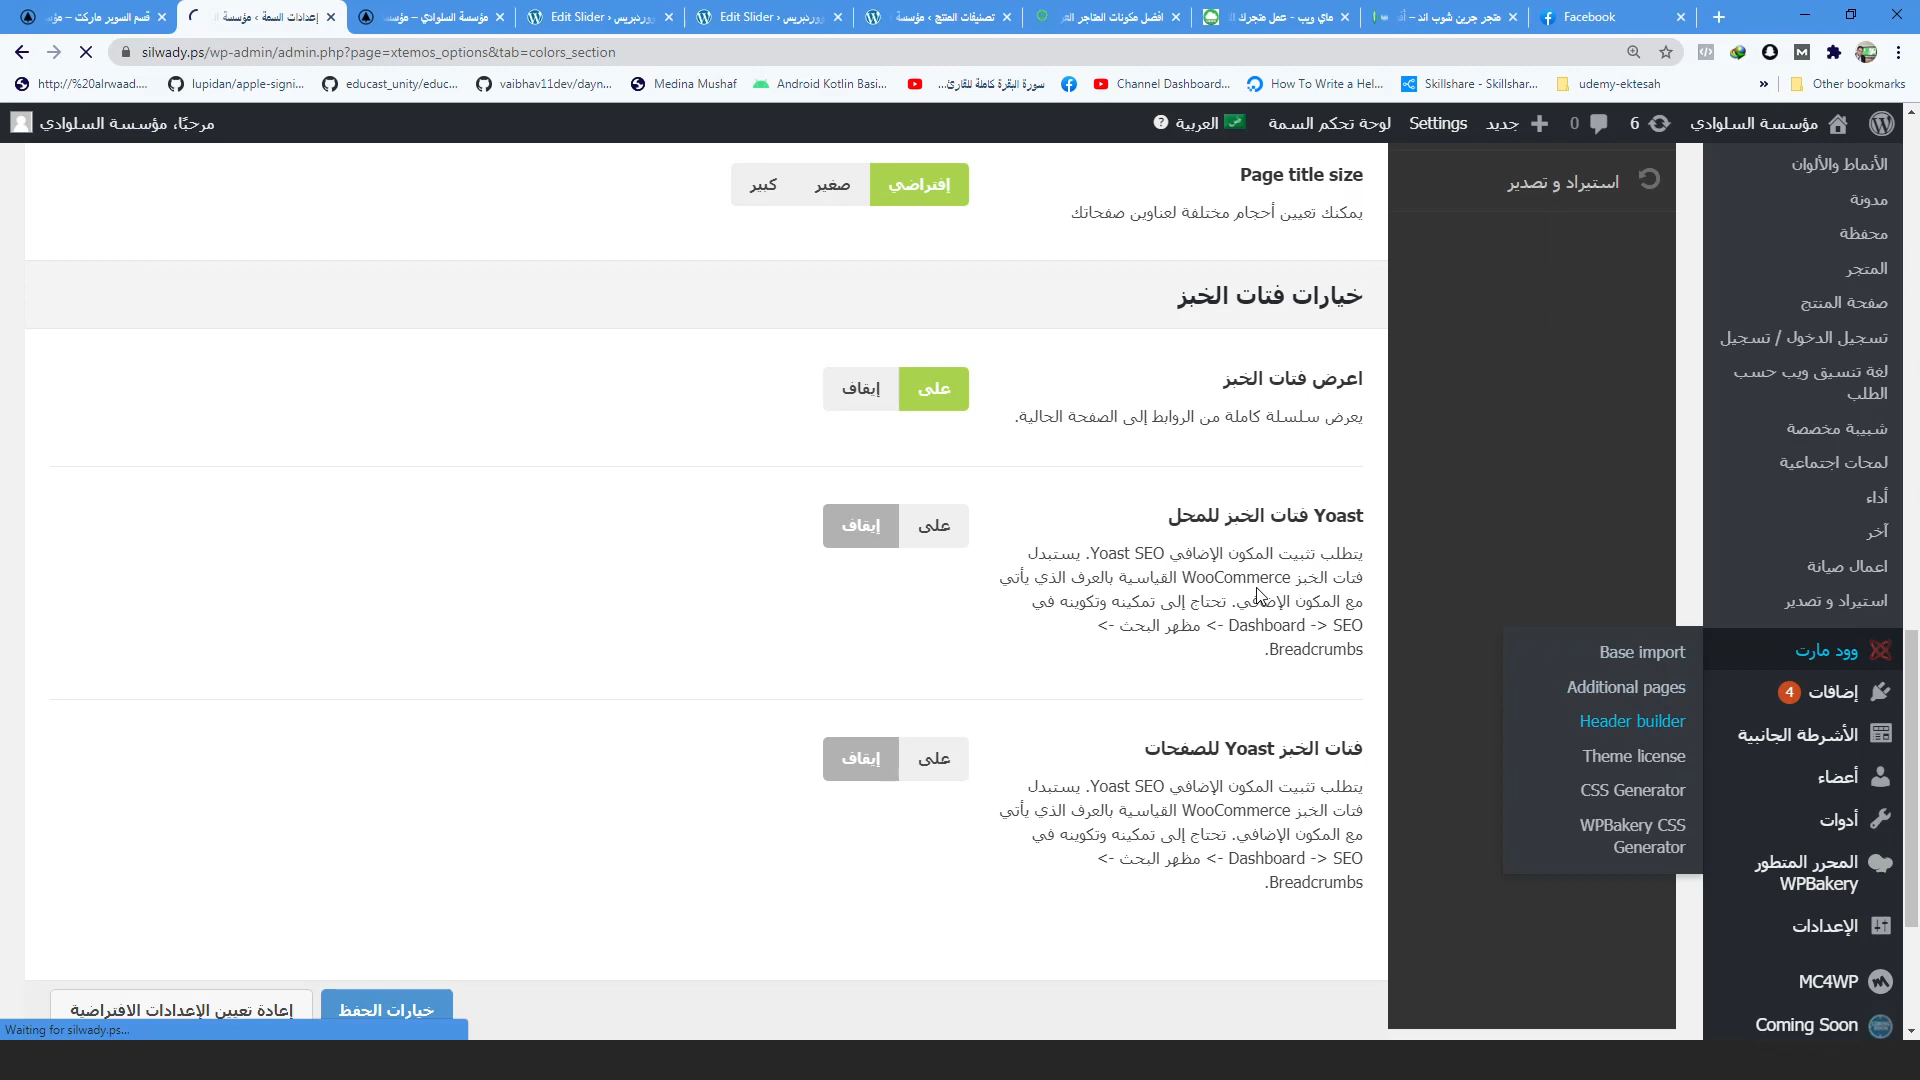 قسم السوبر ماركت – مؤس
إعدادات السمة ‹ مؤسسة ال
مؤسسة السلوادي – مؤسـ
Edit Slider ‹ ووردبريس
Edit Slider ‹ ووردبريس
تصنيفات المنتج ‹ مؤسسة
افضل مكونات المتاجر الإر
ماي ويب - عمل متجرك ال
متجر جرين شوب اند –
Facebook
silwady.ps/wp-admin/admin.php?page=xtemos_options&tab=colors_section
http://%20alrwaad....
lupidan/apple-signi...
educast_unity/educ...
vaibhav11dev/dayn...
Medina Mushaf
Android Kotlin Basi...
سورة البقرة كاملة للقارئ...
Channel Dashboard...
How To Write a Hel...
Skillshare - Skillshar...
udemy-ektesah
»
Other bookmarks
مؤسسة السلوادي
6
0
جديد
Settings
لوحة تحكم السمة
العربية
مرحبًا، مؤسسة السلوادي
الأنماط والألوان
مدونة
محفظة
المتجر
صفحة المنتج
تسجيل الدخول / تسجيل
لغة تنسيق ويب حسب
الطلب
شبيبة مخصصة
لمحات اجتماعية
أداء
آخر
اعمال صيانة
استيراد و تصدير
وود مارت
إضافات 4
الأشرطة الجانبية
أعضاء
أدوات
المحرر المتطور
WPBakery
الإعدادات
MC4WP
Coming Soon
Base import
Additional pages
Header builder
Theme license
CSS Generator
WPBakery CSS
Generator
استيراد و تصدير
Page title size
يمكنك تعيين أحجام مختلفة لعناوين صفحاتك
إفتراضي
صغير
كبير
خيارات فتات الخبز
اعرض فتات الخبز
يعرض سلسلة كاملة من الروابط إلى الصفحة الحالية.
على
إيقاف
Yoast فتات الخبز للمحل
يتطلب تثبيت المكون الإضافي Yoast SEO. يستبدل
فتات الخبز WooCommerce القياسية بالعرف الذي يأتي
مع المكون الإضافي. تحتاج إلى تمكينه وتكوينه في
Dashboard -> SEO -> مظهر البحث ->
Breadcrumbs.
على
إيقاف
فتات الخبز Yoast للصفحات
يتطلب تثبيت المكون الإضافي Yoast SEO. يستبدل
فتات الخبز WooCommerce القياسية بالعرف الذي يأتي
مع المكون الإضافي. تحتاج إلى تمكينه وتكوينه في
Dashboard -> SEO -> مظهر البحث ->
Breadcrumbs.
على
إيقاف
خيارات الحفظ
إعادة تعيين الإعدادات الافتراضية
Waiting for silwady.ps...